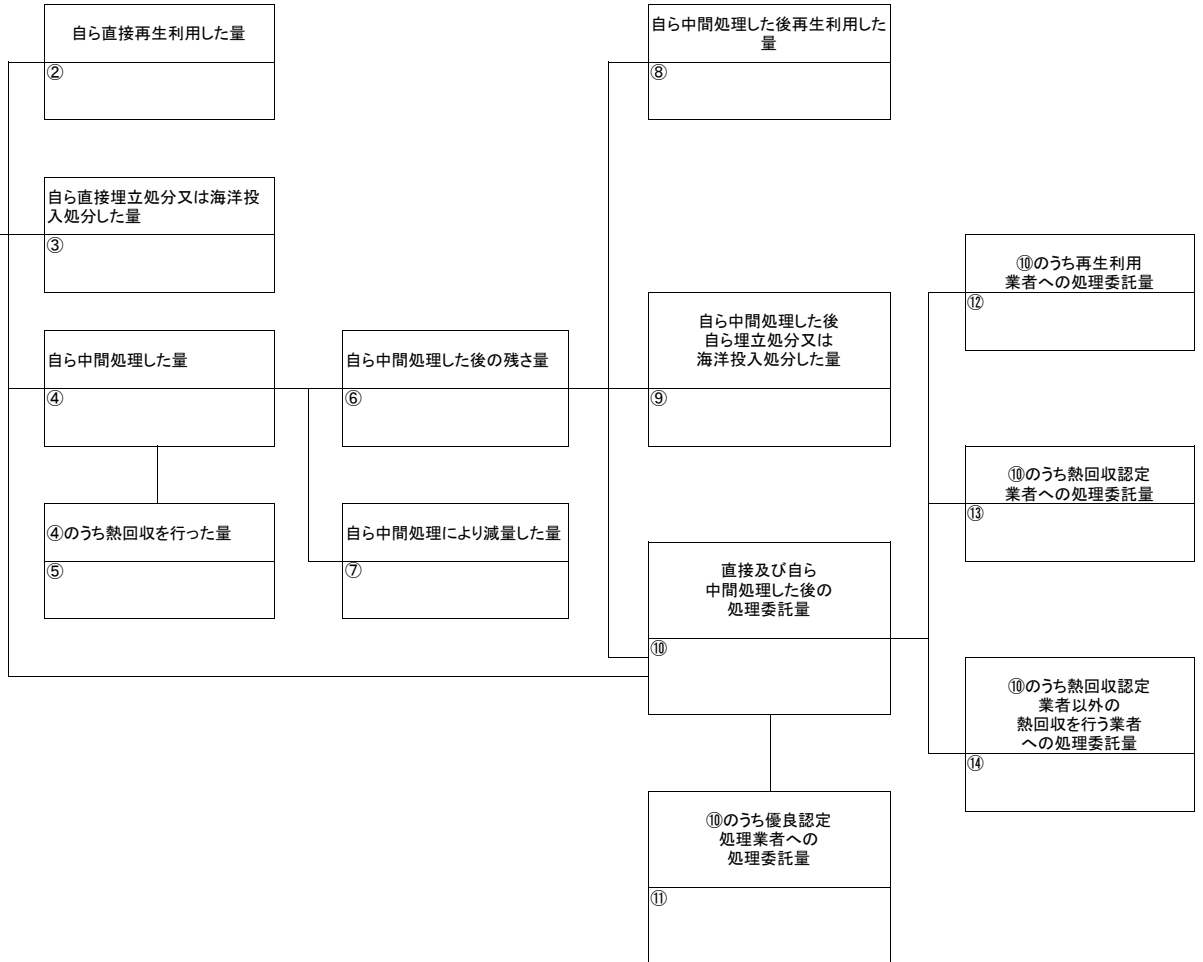 自ら直接再生利用した量
②
自ら直接埋立処分又は海洋投
入処分した量
③
自ら中間処理した量
④
④のうち熱回収を行った量
⑤
自ら中間処理した後の残さ量
⑥
自ら中間処理により減量した量
⑦
自ら中間処理した後再生利用した
量
⑧
自ら中間処理した後
自ら埋立処分又は
海洋投入処分した量
⑨
直接及び自ら
中間処理した後の
処理委託量
⑩
⑩のうち優良認定
処理業者への
処理委託量
⑪
⑩のうち再生利用
業者への処理委託量
⑫
⑩のうち熱回収認定
業者への処理委託量
⑬
⑩のうち熱回収認定
業者以外の
熱回収を行う業者
への処理委託量
⑭